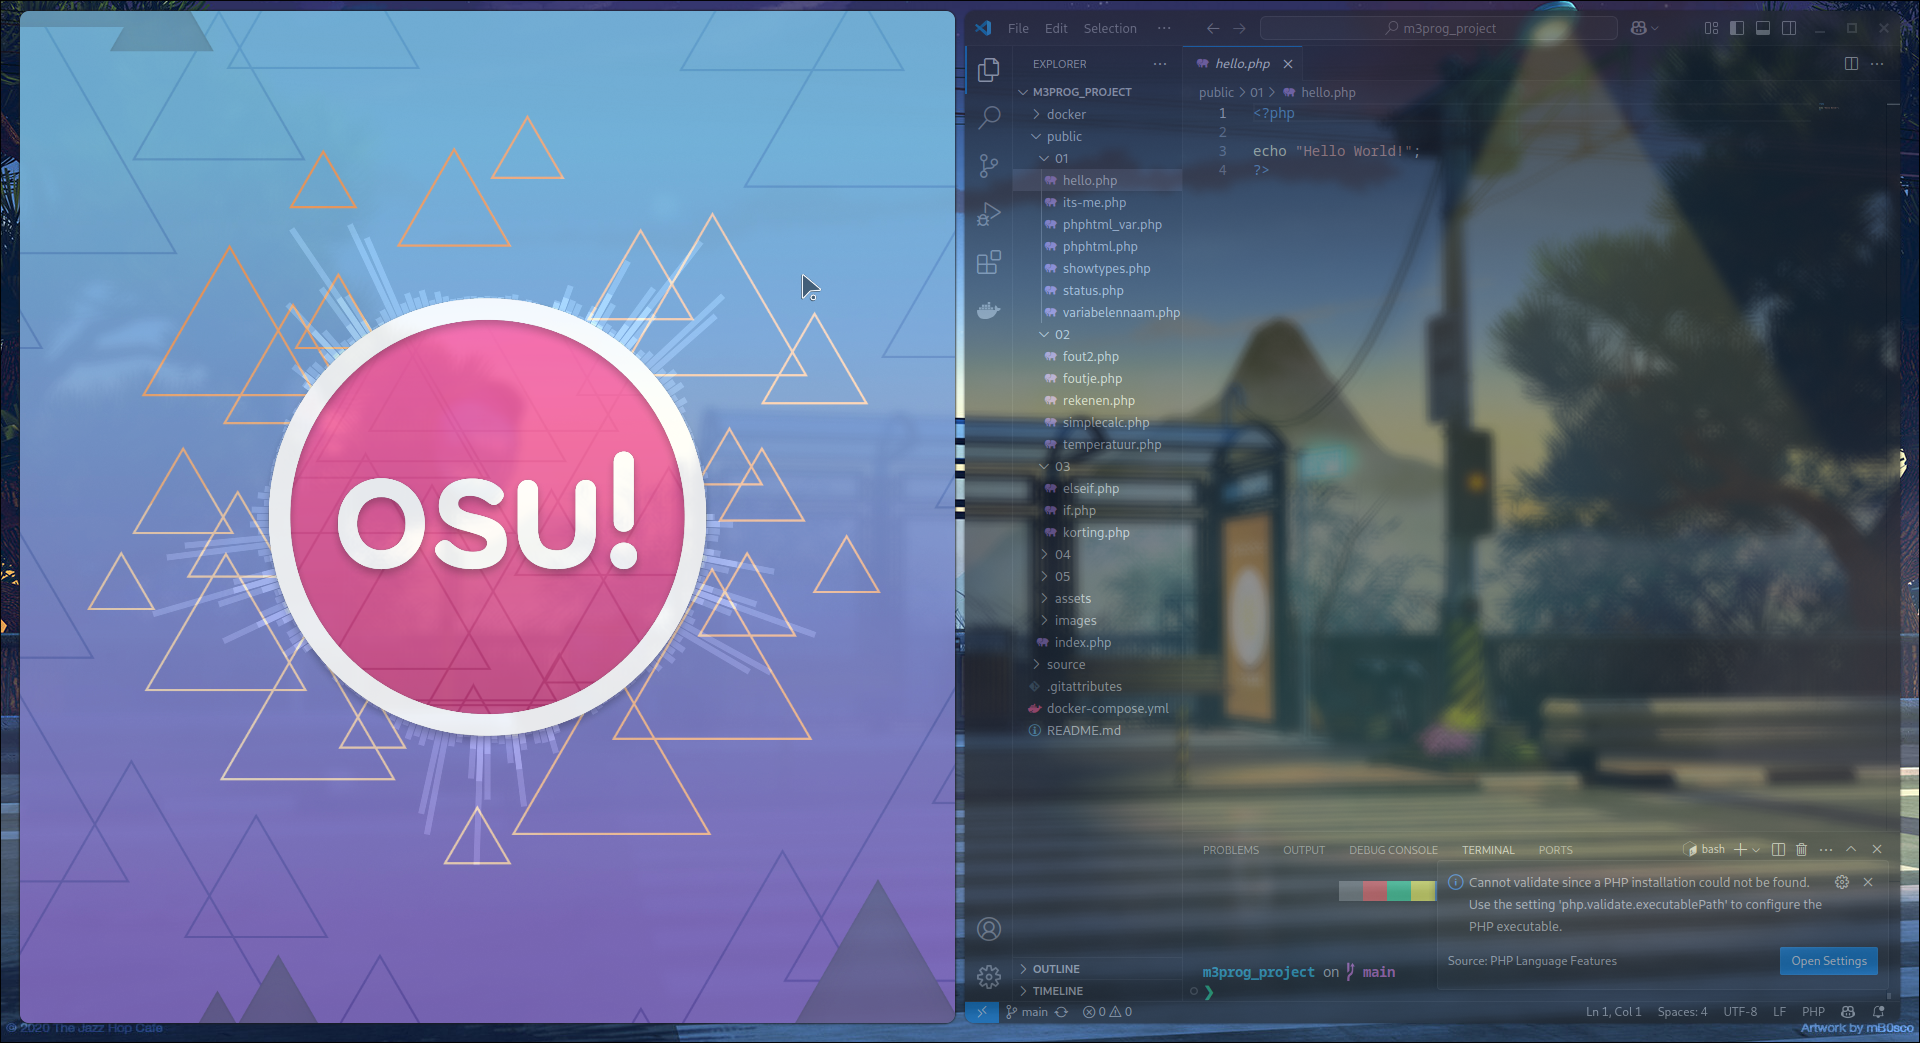 osu!
File Edit Selection ···
m3prog_project
EXPLORER
M3PROG_PROJECT
docker
public
01
hello.php
its-me.php
phphtml_var.php
phphtml.php
showtypes.php
status.php
variabelennaam.php
02
fout2.php
foutje.php
rekenen.php
simplecalc.php
temperatuur.php
03
elseif.php
if.php
korting.php
04
05
assets
images
index.php
source
.gitattributes
docker-compose.yml
README.md
OUTLINE
TIMELINE
hello.php
public > 01 > hello.php
1 <?php
2
3 echo "Hello World!";
4 ?>
PROBLEMS OUTPUT DEBUG CONSOLE TERMINAL PORTS
bash
Cannot validate since a PHP installation could not be found.
Use the setting 'php.validate.executablePath' to configure the
PHP executable.
Source: PHP Language Features
Open Settings
m3prog_project on main
❯
main 0 0
Ln 1, Col 1 Spaces: 4 UTF-8 LF PHP
© 2020 The Jazz Hop Cafe
Artwork by mB0sco